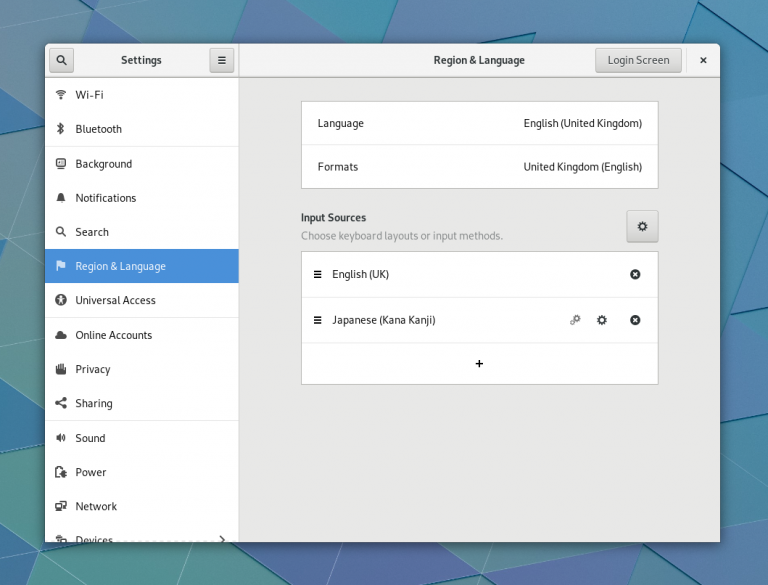 Settings
Region & Language
Login Screen
Wi-Fi
Bluetooth
Background
Notifications
Search
Region & Language
Universal Access
Online Accounts
Privacy
Sharing
Sound
Power
Network
Devices
Language
English (United Kingdom)
Formats
United Kingdom (English)
Input Sources
Choose keyboard layouts or input methods.
English (UK)
Japanese (Kana Kanji)